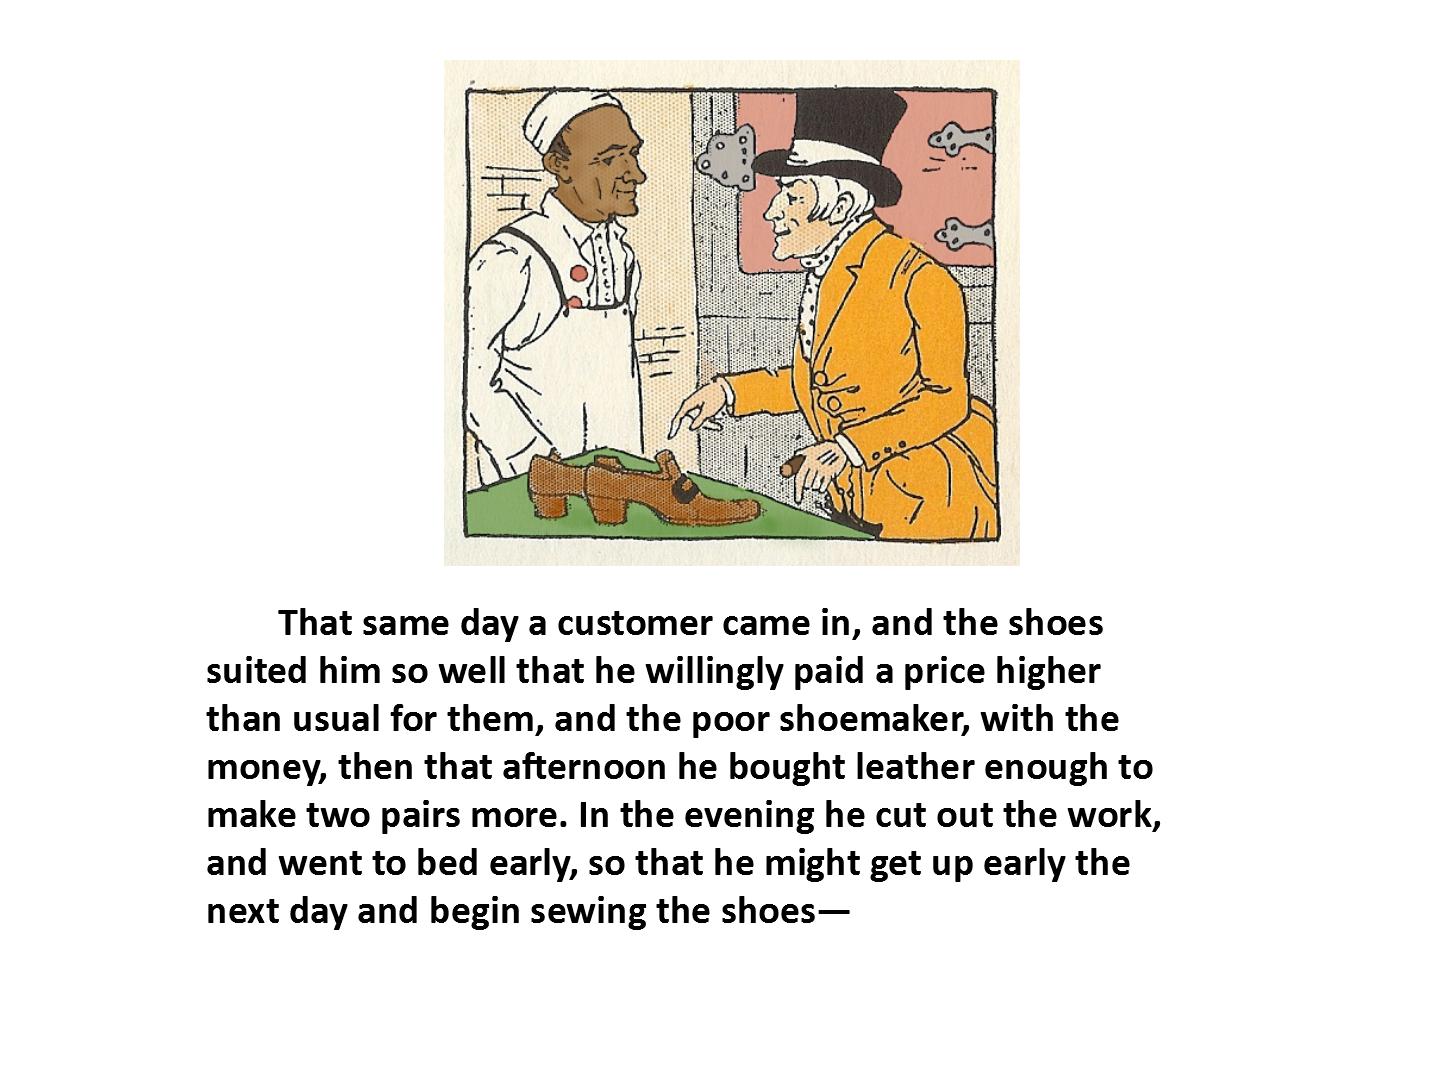 That same day a customer came in, and the shoes
suited him so well that he willingly paid a price higher
than usual for them, and the poor shoemaker, with the
money, then that afternoon he bought leather enough to
make two pairs more. In the evening he cut out the work,
and went to bed early, so that he might get up early the
next day and begin sewing the shoes—